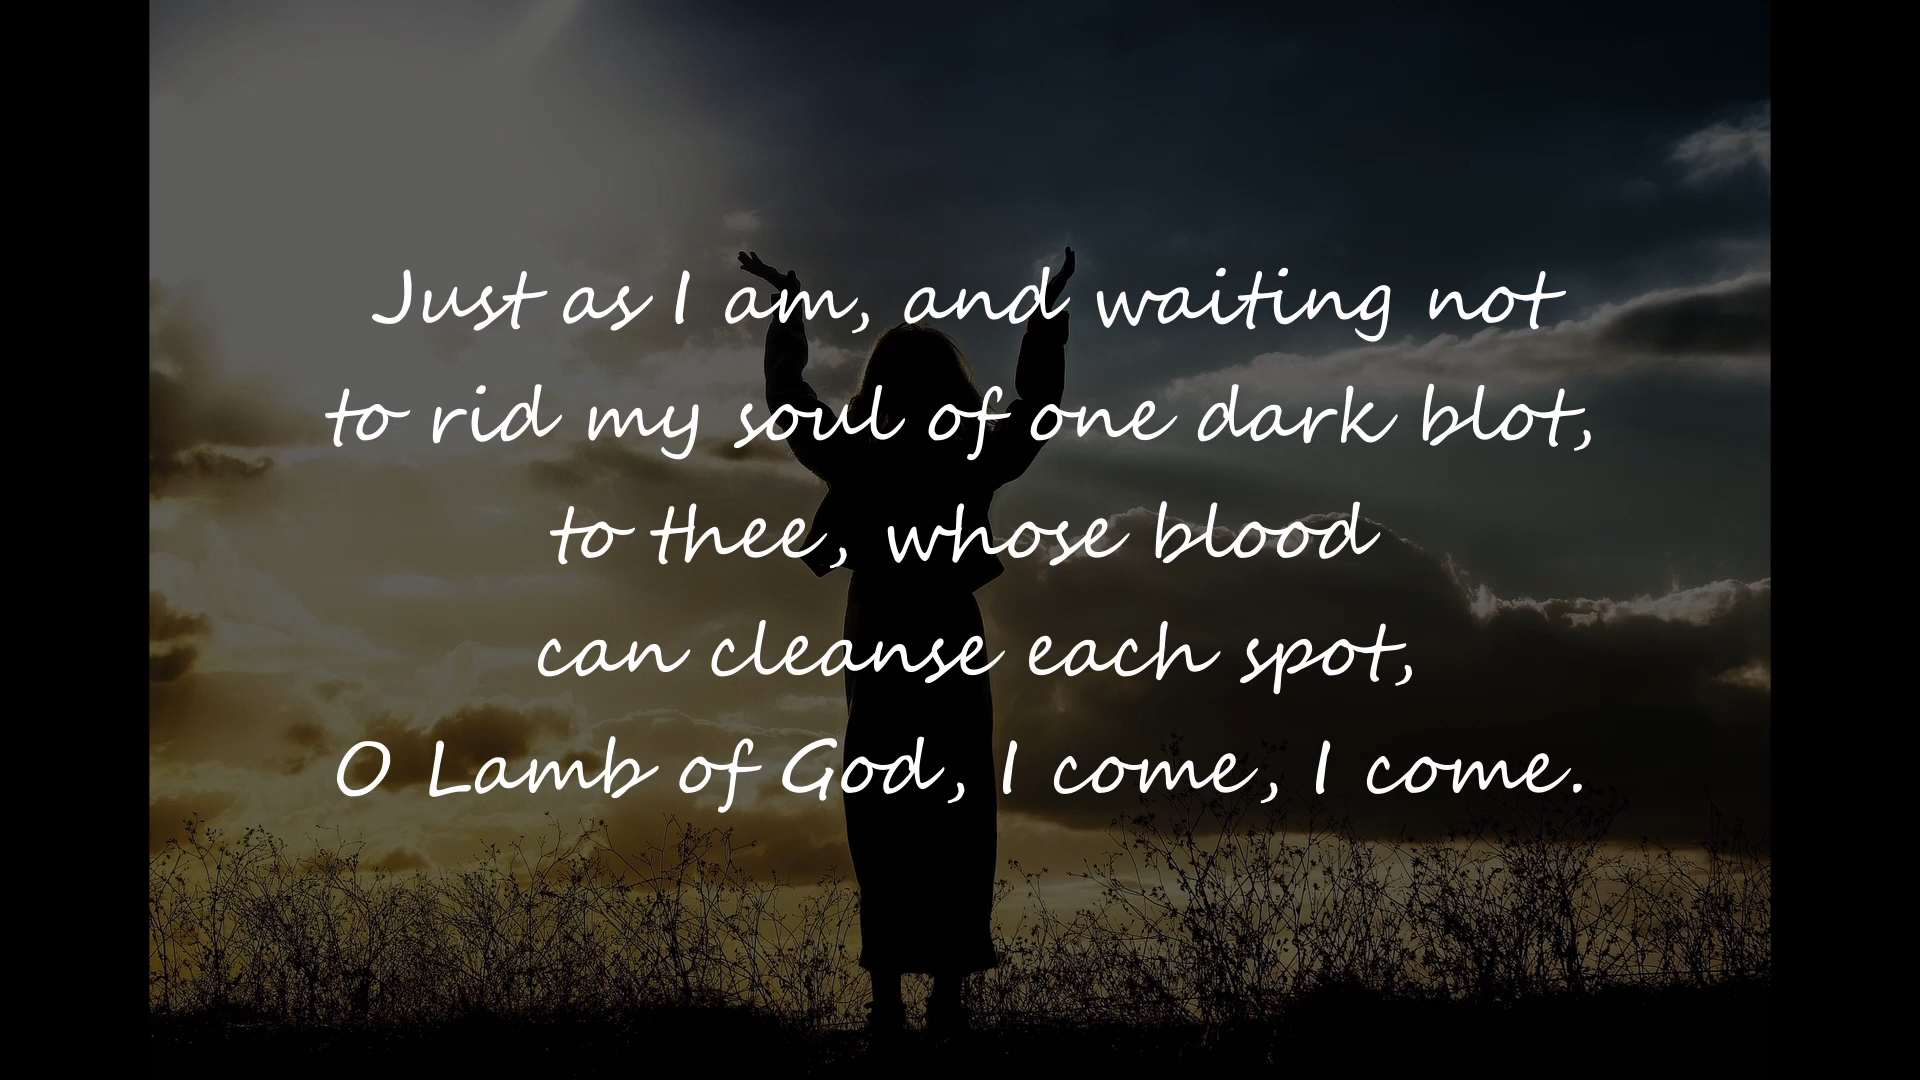 Just as I am, and waiting not
to rid my soul of one dark blot,
to thee, whose blood
can cleanse each spot,
O Lamb of God, I come, I come.